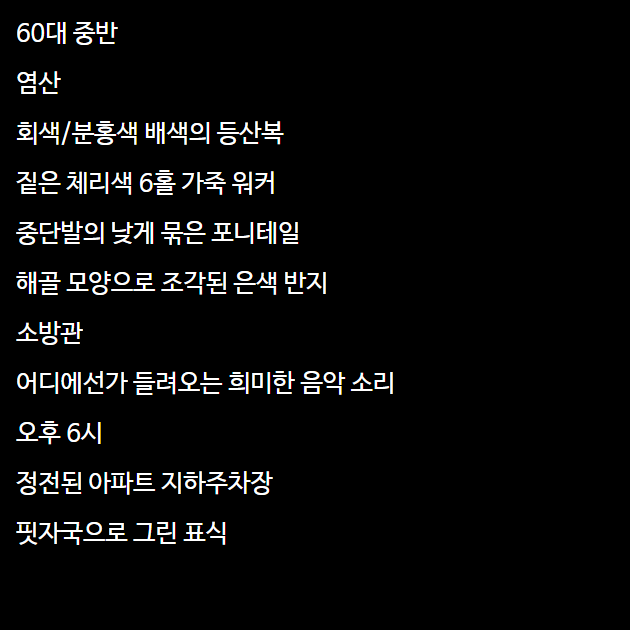 60대 중반
염산
회색/분홍색 배색의 등산복
짙은 체리색 6홀 가죽 워커
중단발의 낮게 묶은 포니테일
해골 모양으로 조각된 은색 반지
소방관
어디에선가 들려오는 희미한 음악 소리
오후 6시
정전된 아파트 지하주차장
핏자국으로 그린 표식